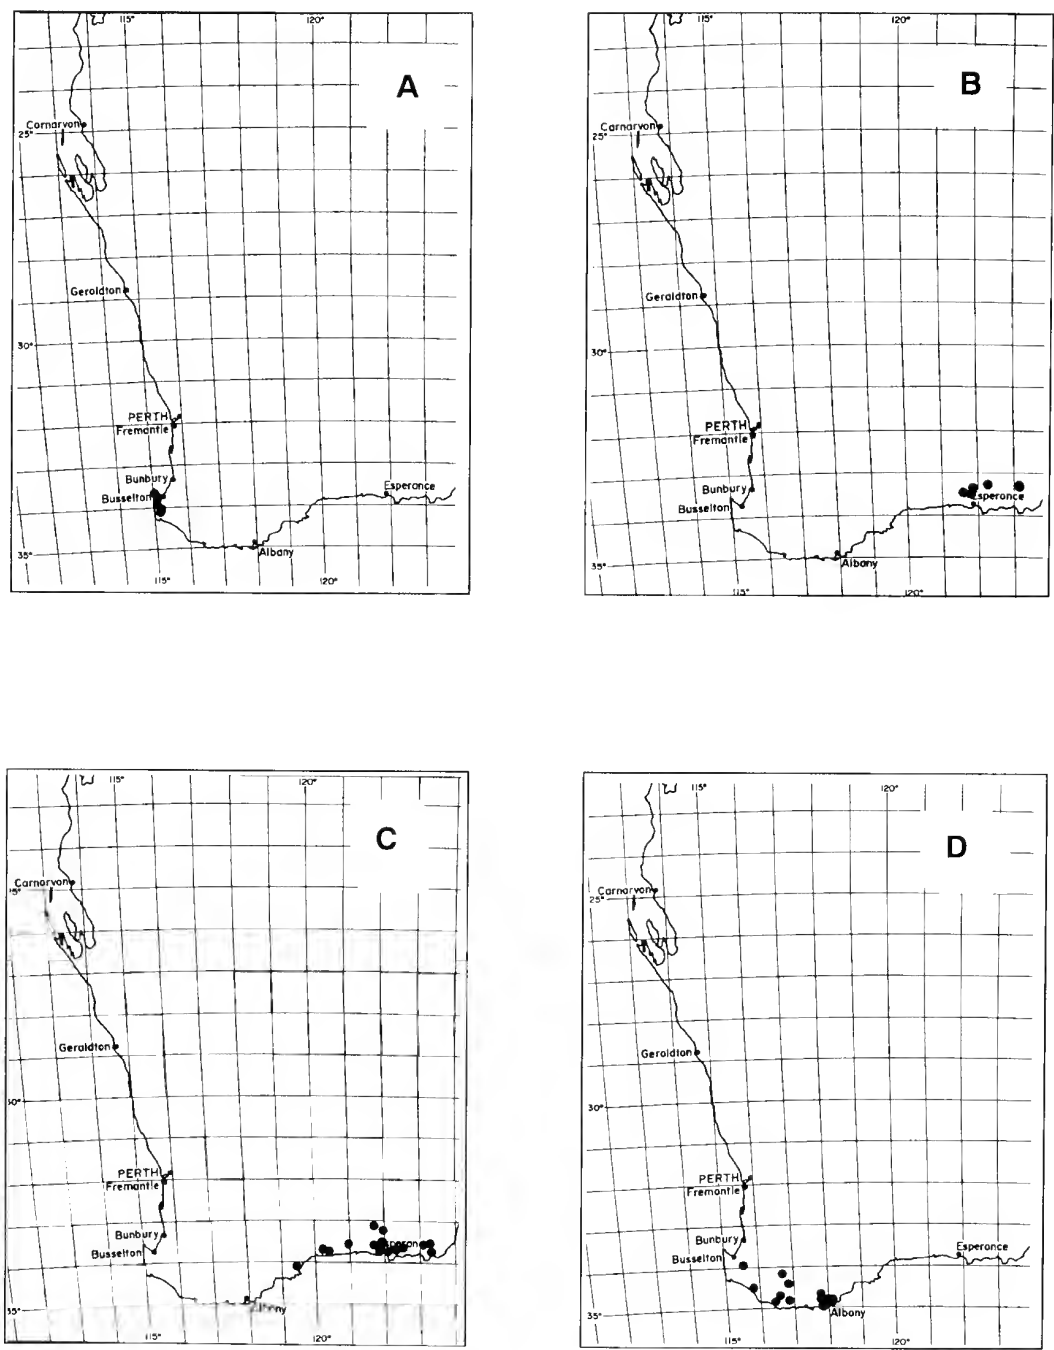 115° 120°
A
Carnarvon
25°
Geraldton
30°
PERTH
Fremantle
Bunbury
Busselton
Esperance
35°
Albany
115° 120°
120°
B
Carnarvon
25°
Geraldton
30°
PERTH
Fremantle
Bunbury
Busselton
Esperance
35°
Albany
115° 120°
115° 120°
C
Carnarvon
Geraldton
PERTH
Fremantle
Bunbury
Busselton
Albany
115° 120°
115° 120°
D
Carnarvon
25°
Geraldton
30°
PERTH
Fremantle
Bunbury
Busselton
Esperance
35°
Albany
115° 120°